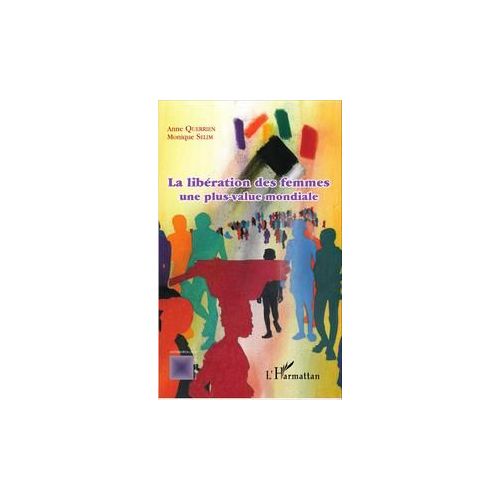 Anne QUERRIEN
Monique SELIM
La libération des femmes
une plus-value mondiale
L'Harmattan